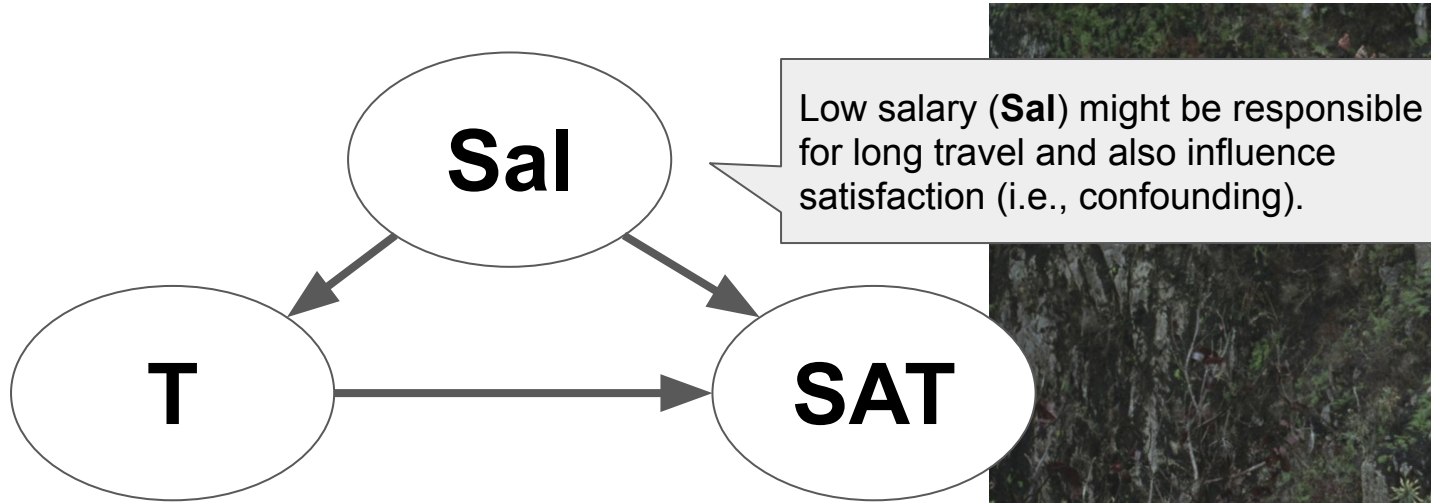 Sal
Low salary (Sal) might be responsible
for long travel and also influence
satisfaction (i.e., confounding).
T
SAT